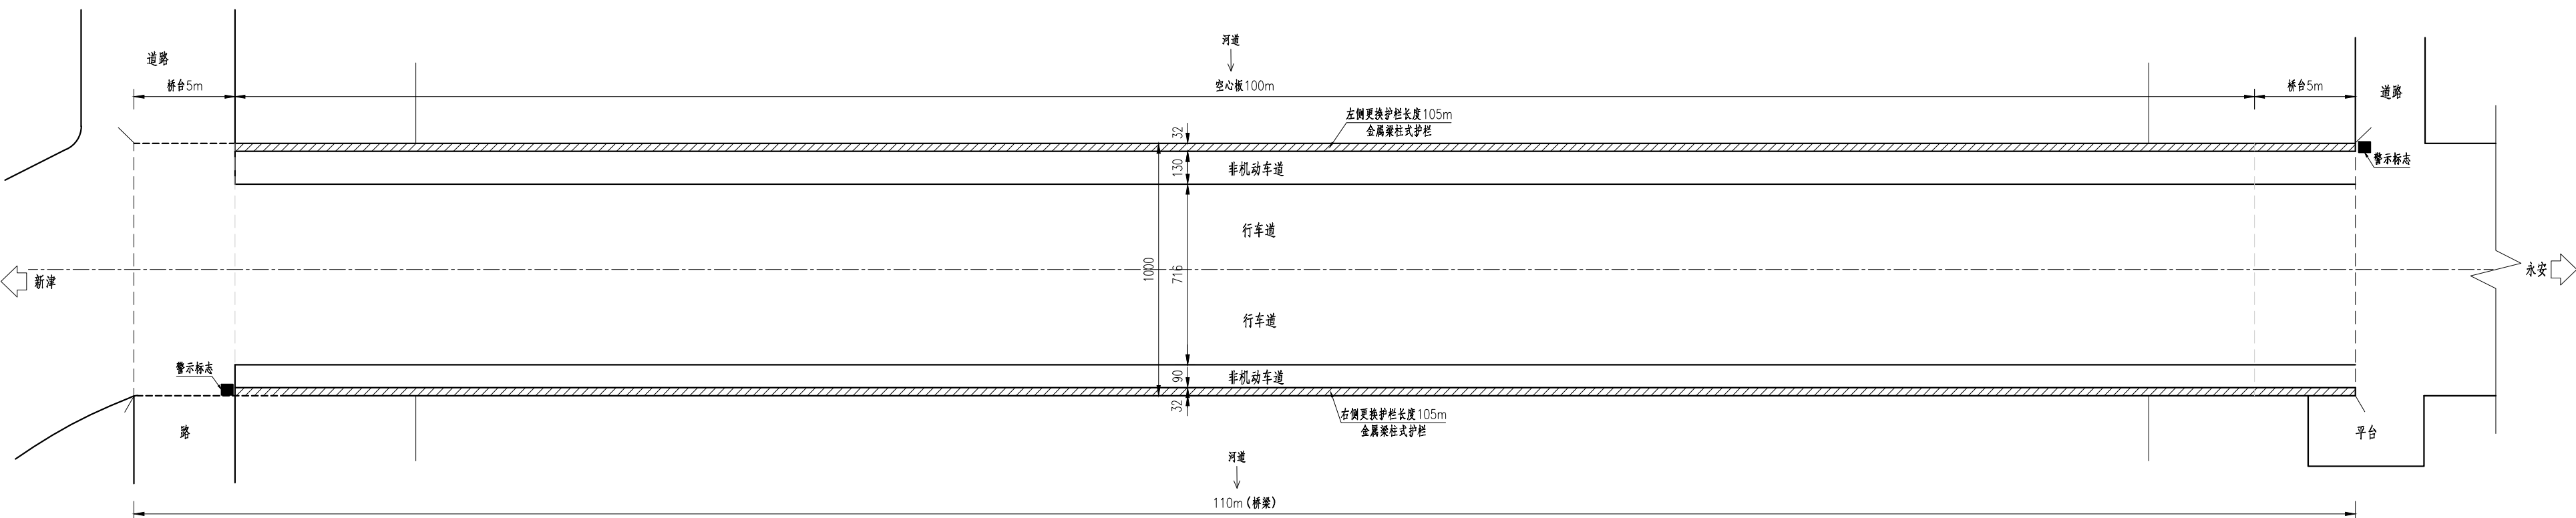 河道
道路
桥台5m
空心板100m
桥台5m
道路
左侧更换护栏长度105m
金属梁柱式护栏
32
130
非机动车道
警示标志
行车道
1000
716
新津
永安
行车道
警示标志
90
非机动车道
32
右侧更换护栏长度105m
金属梁柱式护栏
路
平台
河道
110m(桥梁)